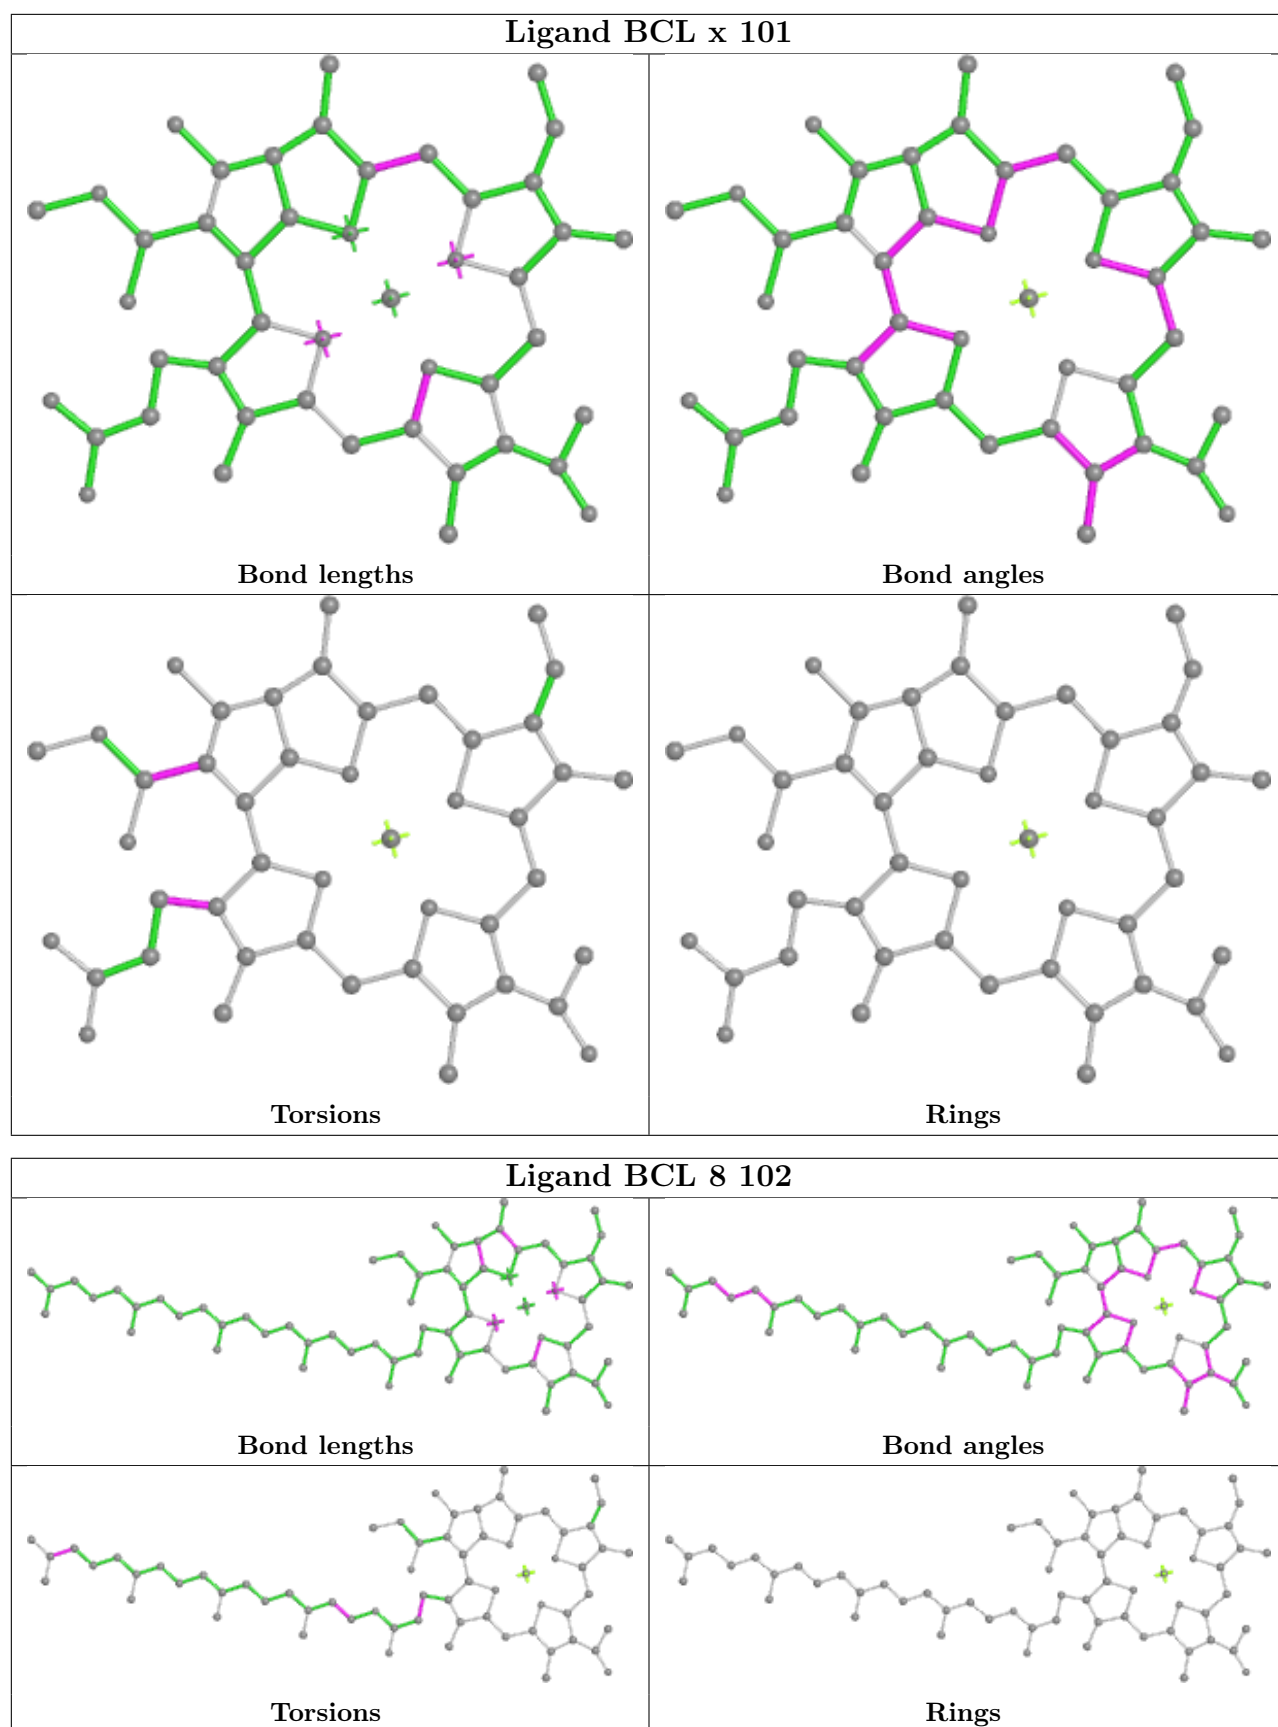 Ligand BCL x 101
Bond lengths
Bond angles
Torsions
Rings
Ligand BCL 8 102
Bond lengths
Bond angles
Torsions
Rings